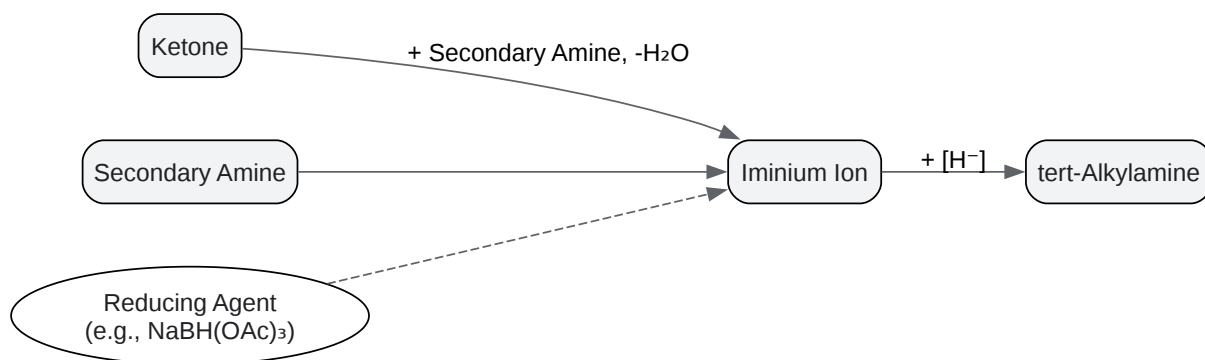 Ketone
+ Secondary Amine, -H₂O
Secondary Amine
Iminium Ion
+ [H⁻]
tert-Alkylamine
Reducing Agent
(e.g., NaBH(OAc)₃)